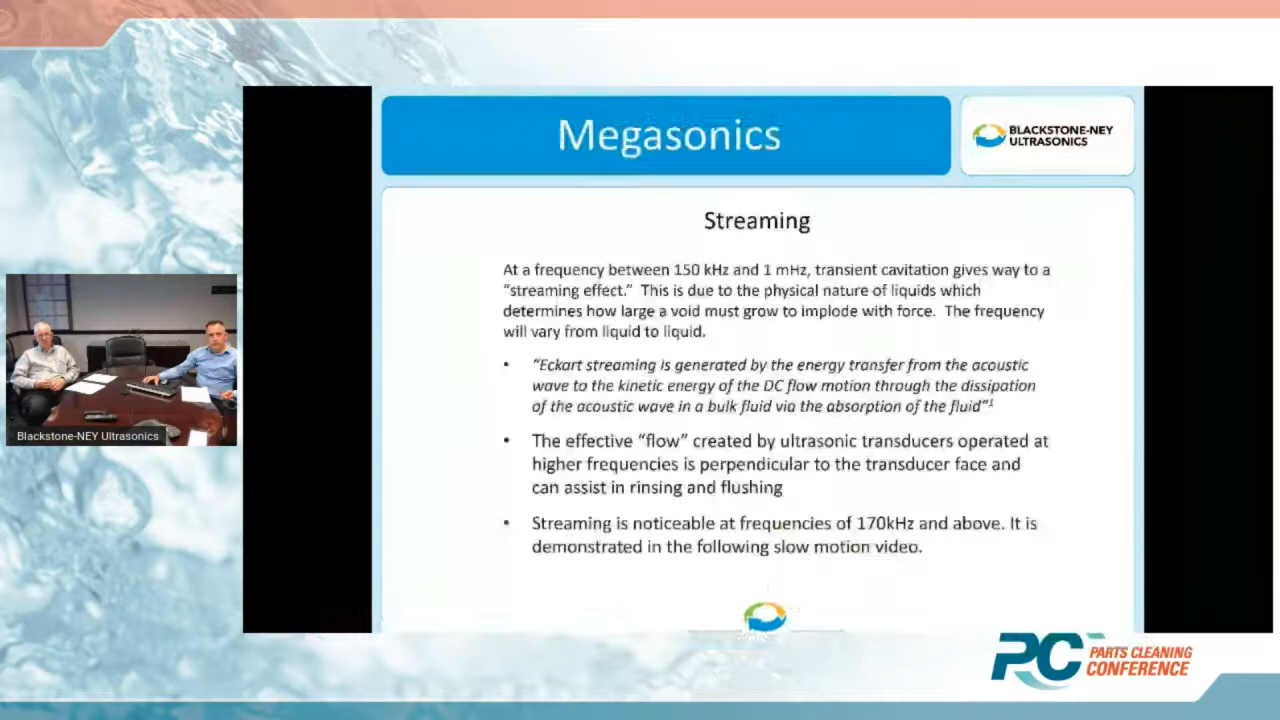 Megasonics
BLACKSTONE-NEY
ULTRASONICS
Streaming
At a frequency between 150 kHz and 1 mHz, transient cavitation gives way to a
“streaming effect.” This is due to the physical nature of liquids which
determines how large a void must grow to implode with force. The frequency
will vary from liquid to liquid.
• “Eckart streaming is generated by the energy transfer from the acoustic
wave to the kinetic energy of the DC flow motion through the dissipation
of the acoustic wave in a bulk fluid via the absorption of the fluid”¹
• The effective “flow” created by ultrasonic transducers operated at
higher frequencies is perpendicular to the transducer face and
can assist in rinsing and flushing
• Streaming is noticeable at frequencies of 170kHz and above. It is
demonstrated in the following slow motion video.
Blackstone-NEY Ultrasonics
PC PARTS CLEANING
CONFERENCE